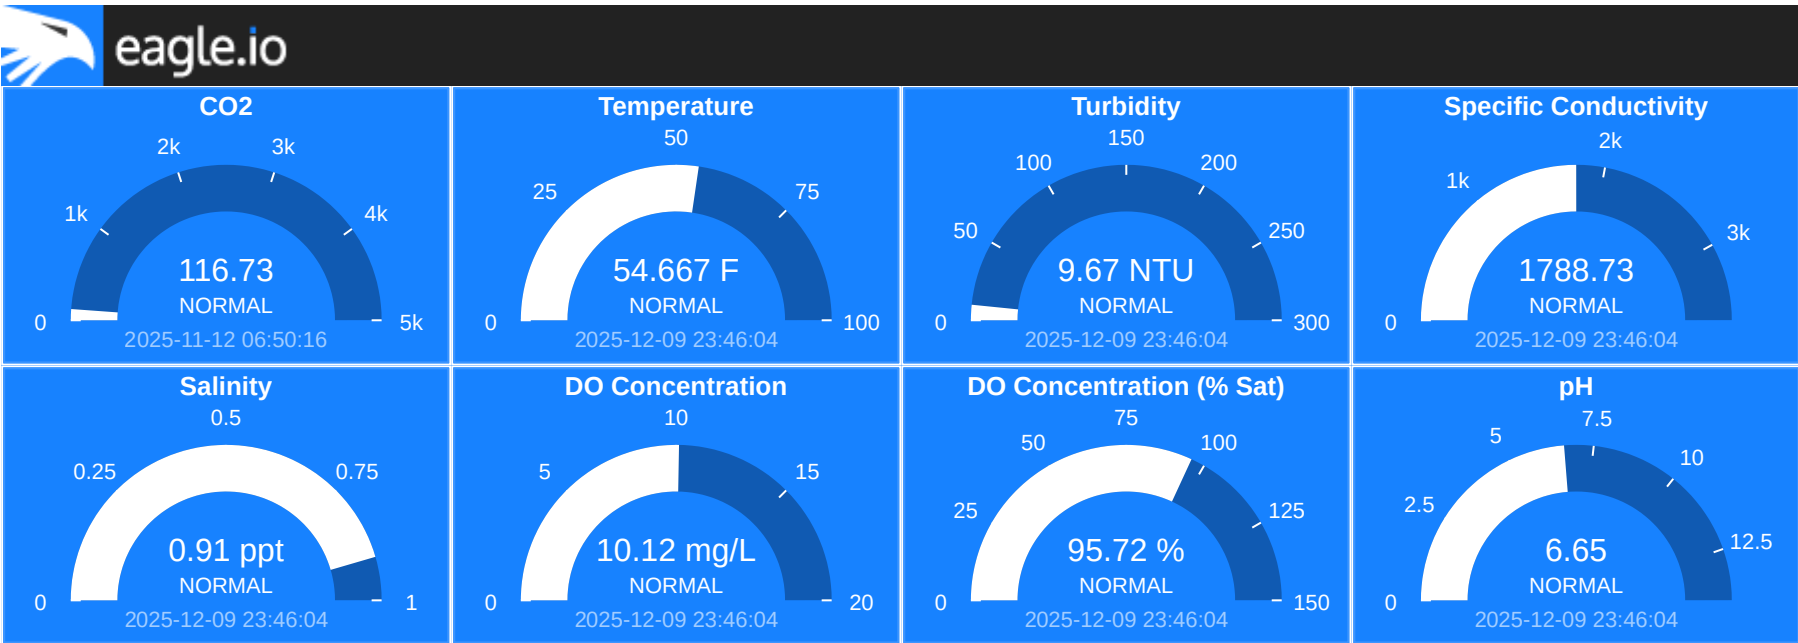 eagle.io
CO2
0
1k
2k
3k
4k
5k
116.73
NORMAL
2025-11-12 06:50:16
Temperature
0
25
50
75
100
54.667 F
NORMAL
2025-12-09 23:46:04
Turbidity
0
50
100
150
200
250
300
9.67 NTU
NORMAL
2025-12-09 23:46:04
Specific Conductivity
0
1k
2k
3k
1788.73
NORMAL
2025-12-09 23:46:04
Salinity
0
0.25
0.5
0.75
1
0.91 ppt
NORMAL
2025-12-09 23:46:04
DO Concentration
0
5
10
15
20
10.12 mg/L
NORMAL
2025-12-09 23:46:04
DO Concentration (% Sat)
0
25
50
75
100
125
150
95.72 %
NORMAL
2025-12-09 23:46:04
pH
0
2.5
5
7.5
10
12.5
6.65
NORMAL
2025-12-09 23:46:04